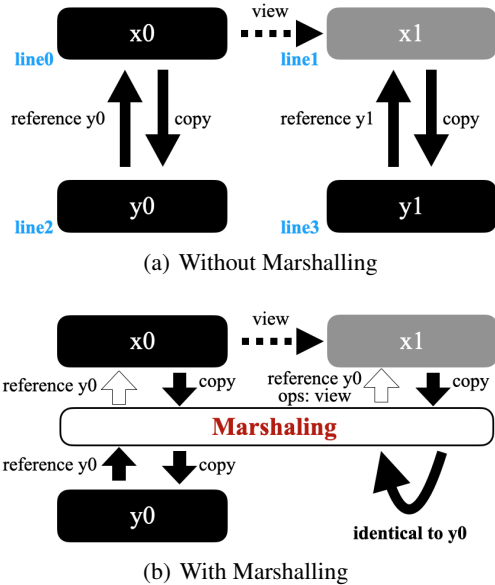 view
x0
x1
line0
line1
reference y0
copy
reference y1
copy
y0
y1
line2
line3
(a) Without Marshalling
view
x0
x1
reference y0
copy
reference y0
ops: view
copy
Marshaling
reference y0
copy
y0
identical to y0
(b) With Marshalling